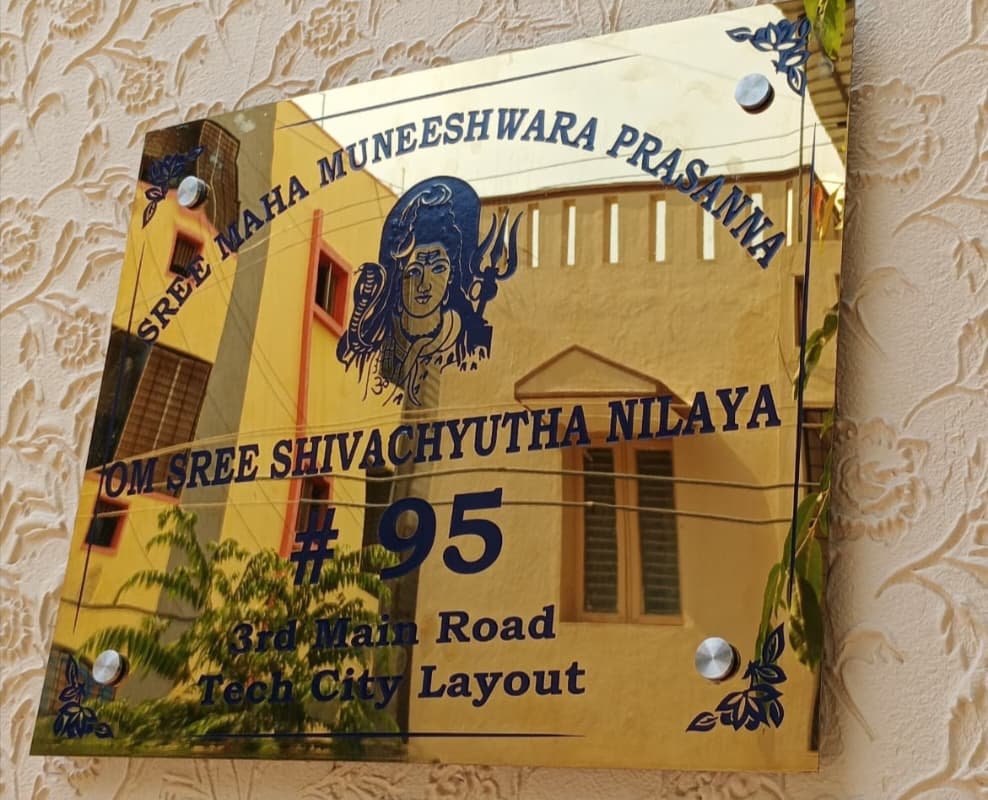 SREE MAHA MUNEESHWARA PRASANNA
OM SREE SHIVACHYUTHA NILAYA
# 95
3rd Main Road
Tech City Layout